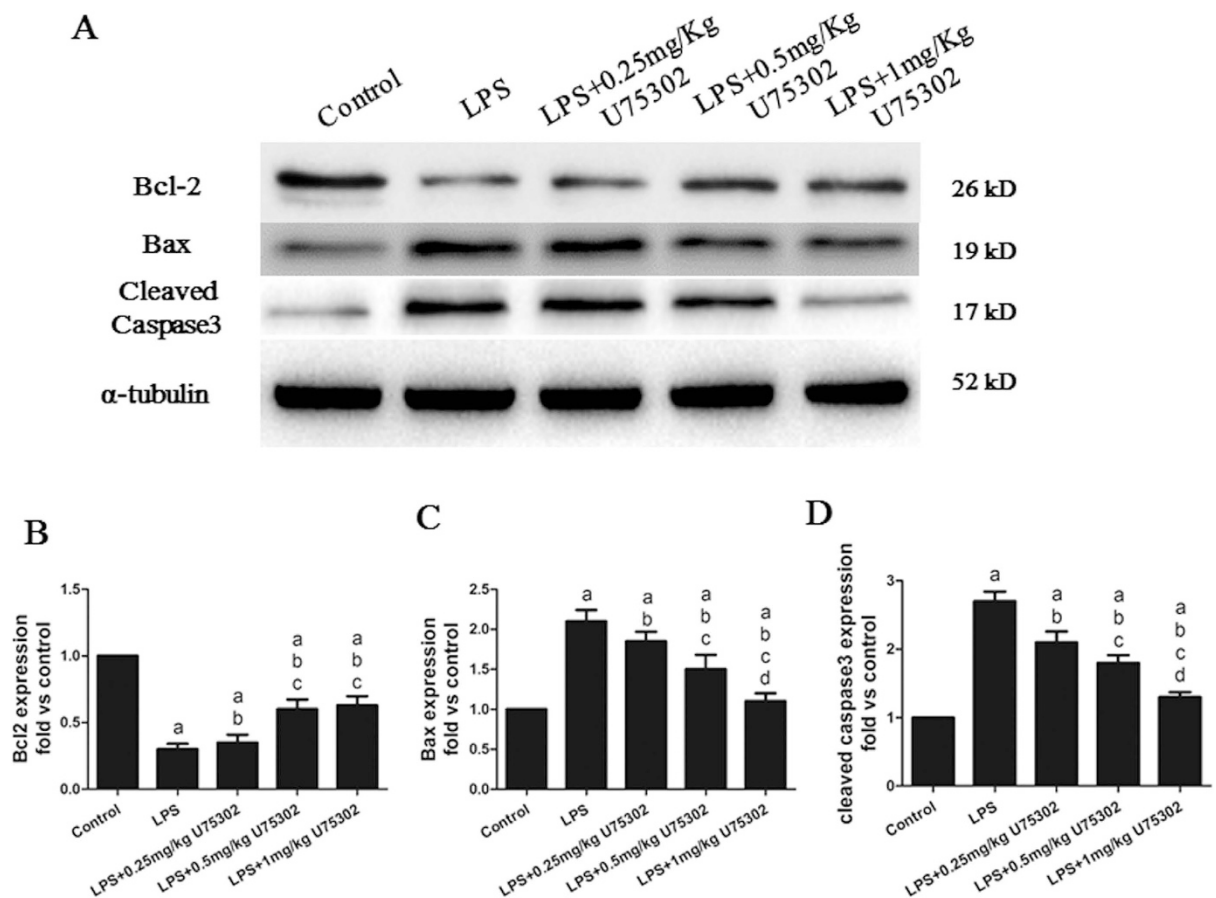 A
Control
LPS
LPS+0.25mg/Kg
U75302
LPS+0.5mg/Kg
U75302
LPS+1mg/Kg
U75302
Bcl-2
26 kD
Bax
19 kD
Cleaved
Caspase3
17 kD
α-tubulin
52 kD
B
Bcl2 expression
fold vs control
1.5
1.0
0.5
0.0
a
a
b
a
b
c
a
b
c
Control
LPS
LPS+0.25mg/kg U75302
LPS+0.5mg/kg U75302
LPS+1mg/kg U75302
C
Bax expression
fold vs control
2.5
2.0
1.5
1.0
0.5
0.0
a
a
b
a
b
c
a
b
c
d
Control
LPS
LPS+0.25mg/kg U75302
LPS+0.5mg/kg U75302
LPS+1mg/kg U75302
D
cleaved caspase3 expression
fold vs control
3
2
1
0
a
a
b
a
b
c
a
b
c
d
Control
LPS
LPS+0.25mg/kg U75302
LPS+0.5mg/kg U75302
LPS+1mg/kg U75302